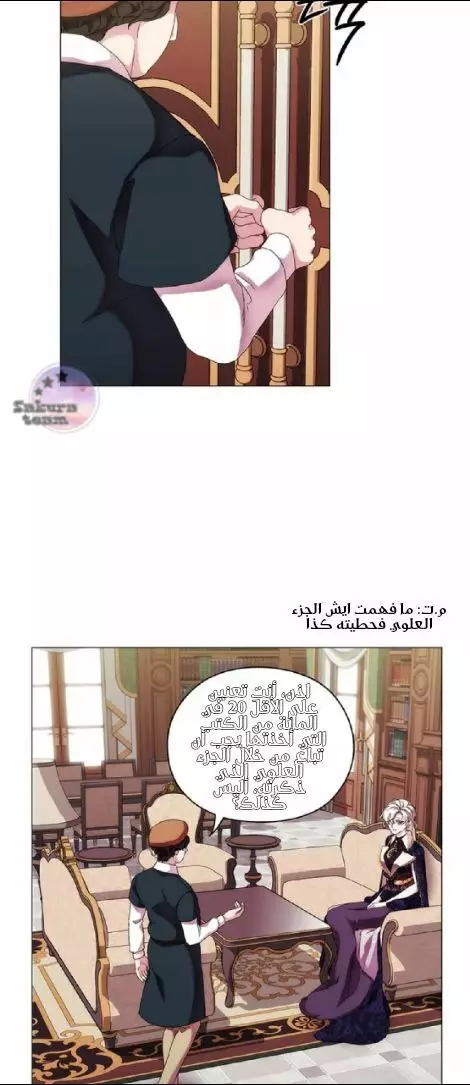 Sakura
team
م.ت: ما فهمت ايش الجزء
العلوي فحطيته كذا
إذن، أنت تعنين
على الأقل 20 في
المائة من الكتب
التي أخذتها يجب أن
تباع من خلال الجزء
العلوي الذي
ذكرته، أليس
كذلك؟